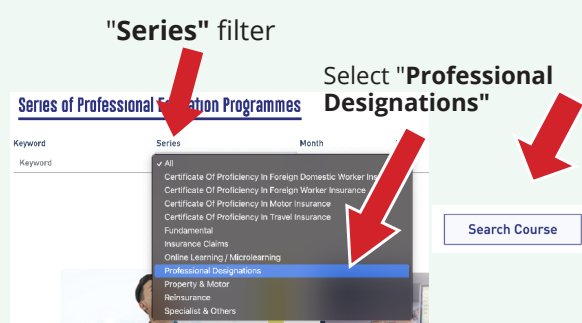 "Series" filter
Select "Professional
Designations"
Series of Professional Education Programmes
Keyword Series Month
Keyword
✓ All
Certificate Of Proficiency In Foreign Domestic Worker Ins
Certificate Of Proficiency In Foreign Worker Insurance
Certificate Of Proficiency In Motor Insurance
Certificate Of Proficiency In Travel Insurance
Fundamental
Insurance Claims
Online Learning / Microlearning
Professional Designations
Property & Motor
Reinsurance
Specialist & Others
Search Course